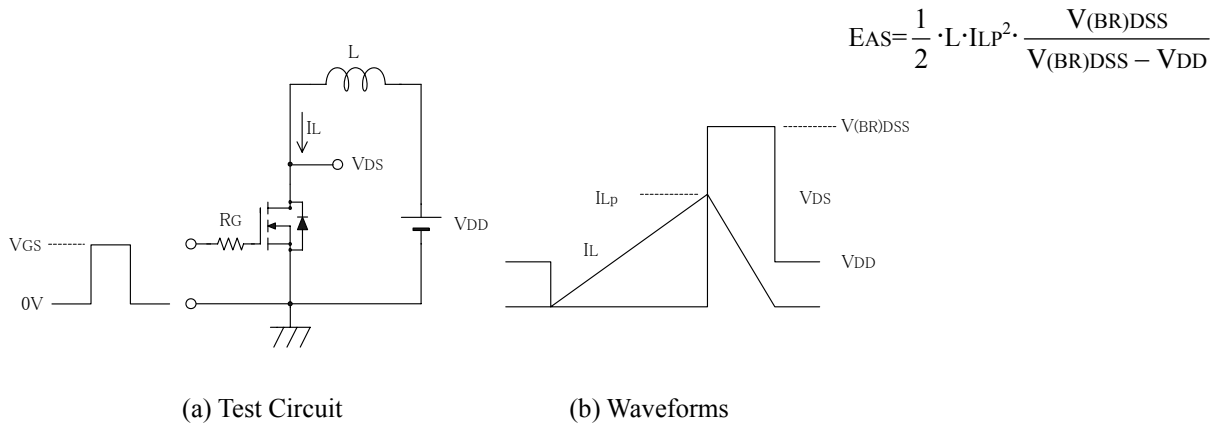 EAS=1/2 ·L·ILP²· V(BR)DSS/V(BR)DSS – VDD
L
IL
VDS
RG
VDD
VGS
0V
V(BR)DSS
ILp
VDS
IL
VDD
(a) Test Circuit
(b) Waveforms